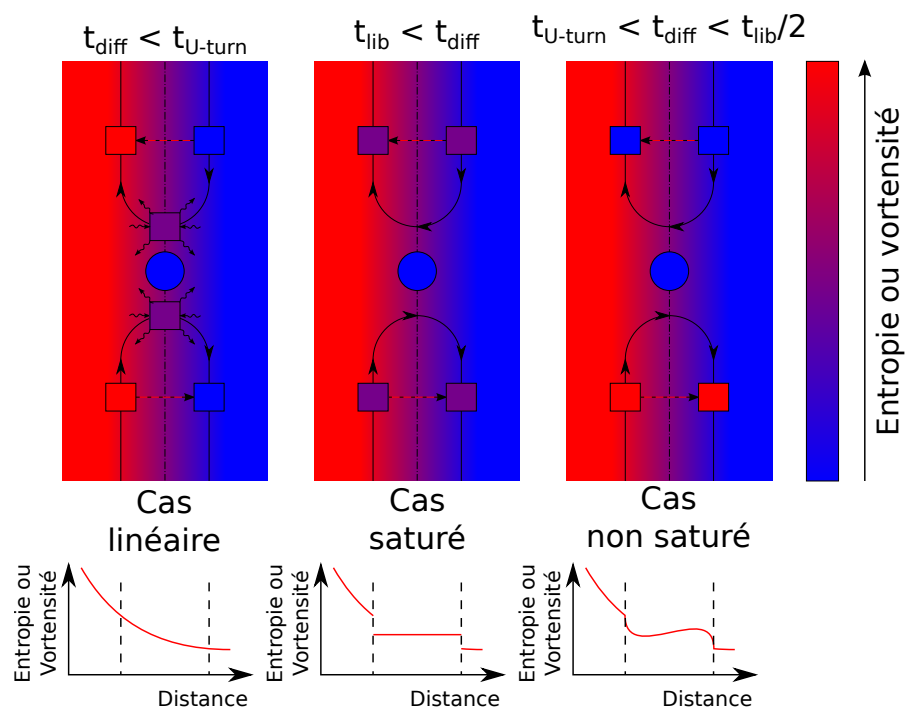 t_diff < t_U-turn
t_lib < t_diff
t_U-turn < t_diff < t_lib/2
Entropie ou vorticité
Cas
linéaire
Cas
saturé
Cas
non saturé
Entropie ou
Vortensité
Distance
Entropie ou
Vortensité
Distance
Entropie ou
Vortensité
Distance